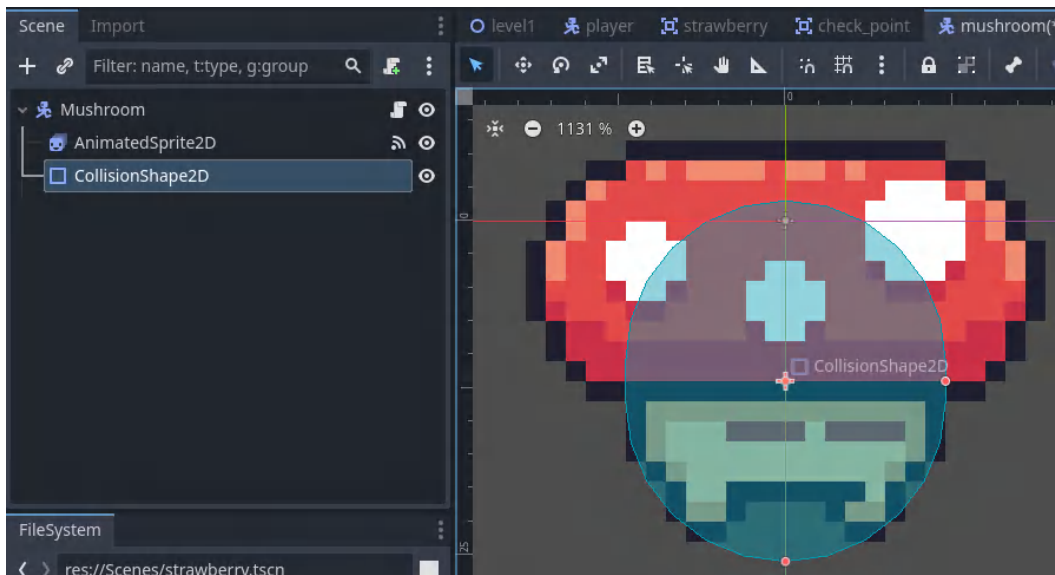 Scene Import
level1 player strawberry check_point mushroom(*
Filter: name, t:type, g:group
Mushroom
AnimatedSprite2D
CollisionShape2D
0
1131 %
0
CollisionShape2D
25
FileSystem
res://Scenes/strawberry.tscn